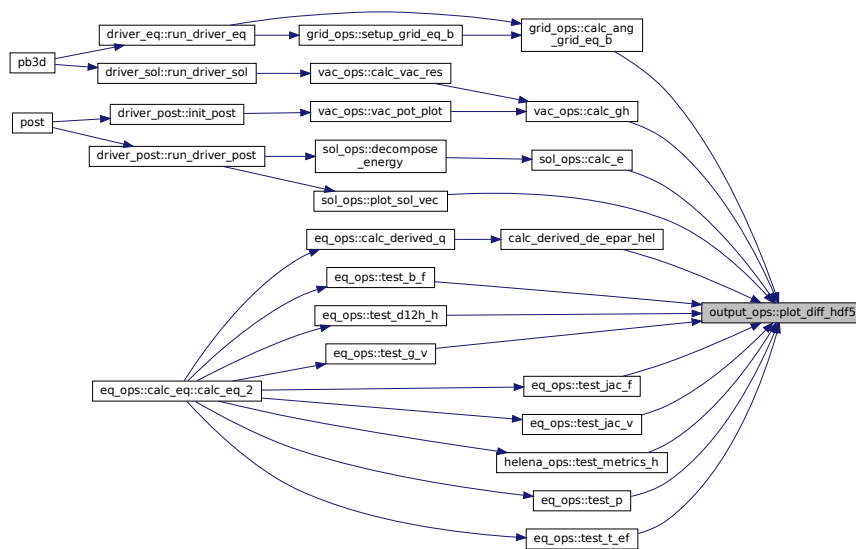 driver_eq::run_driver_eq
grid_ops::setup_grid_eq_b
grid_ops::calc_ang
_grid_eq_b
pb3d
driver_sol::run_driver_sol
vac_ops::calc_vac_res
driver_post::init_post
vac_ops::vac_pot_plot
vac_ops::calc_gh
post
driver_post::run_driver_post
sol_ops::decompose
_energy
sol_ops::calc_e
sol_ops::plot_sol_vec
eq_ops::calc_derived_q
calc_derived_de_epar_hel
eq_ops::test_b_f
output_ops::plot_diff_hdf5
eq_ops::test_d12h_h
eq_ops::test_g_v
eq_ops::calc_eq::calc_eq_2
eq_ops::test_jac_f
eq_ops::test_jac_v
helena_ops::test_metrics_h
eq_ops::test_p
eq_ops::test_t_ef